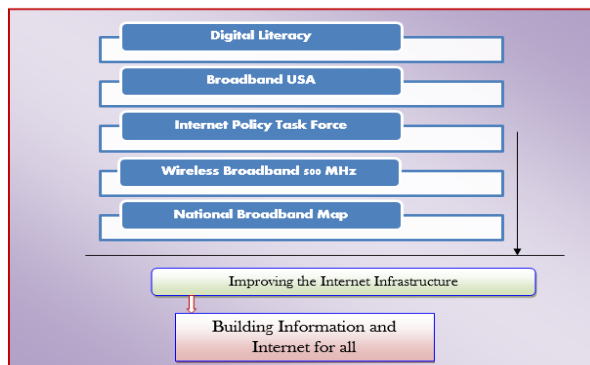 Digital Literacy
Broadband USA
Internet Policy Task Force
Wireless Broadband 500 MHz
National Broadband Map
Improving the Internet Infrastructure
Building Information and
Internet for all